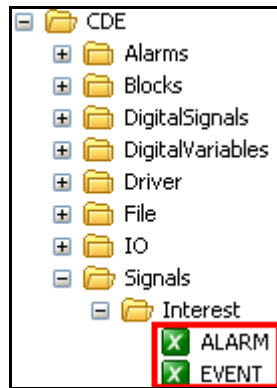 CDE
Alarms
Blocks
DigitalSignals
DigitalVariables
Driver
File
IO
Signals
Interest
ALARM
EVENT